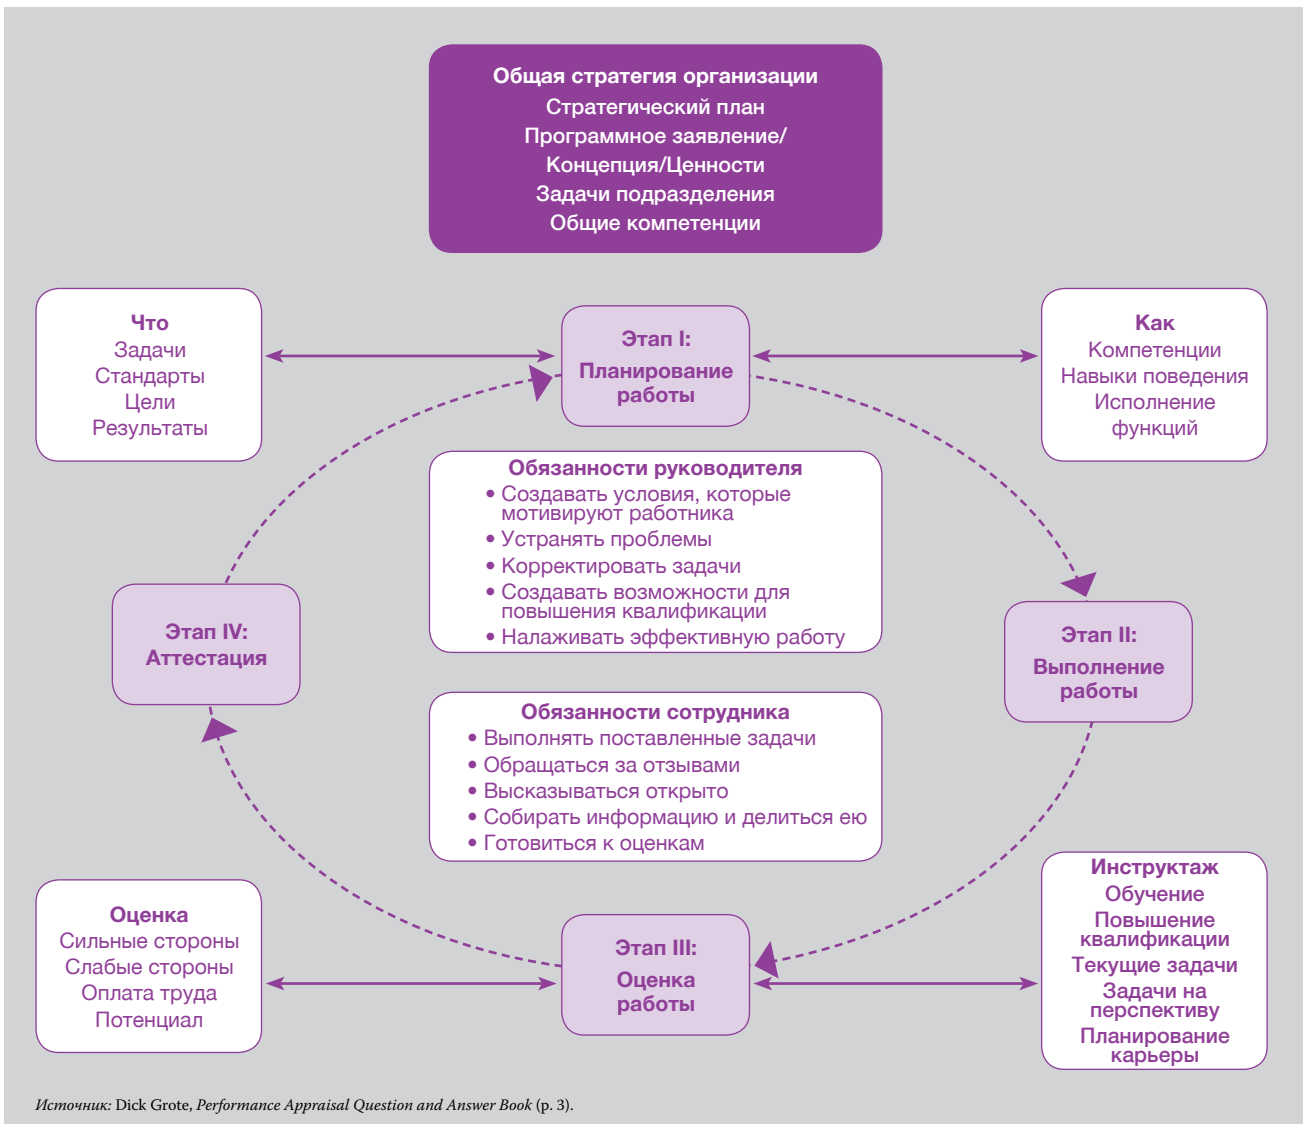 Общая стратегия организации
Стратегический план
Программное заявление/
Концепция/Ценности
Задачи подразделения
Общие компетенции
Что
Задачи
Стандарты
Цели
Результаты
Этап I:
Планирование
работы
Как
Компетенции
Навыки поведения
Исполнение
функций
Обязанности руководителя
• Создавать условия, которые
мотивируют работника
• Устранять проблемы
• Корректировать задачи
• Создавать возможности для
повышения квалификации
• Налаживать эффективную работу
Этап IV:
Аттестация
Этап II:
Выполнение
работы
Обязанности сотрудника
• Выполнять поставленные задачи
• Обращаться за отзывами
• Высказываться открыто
• Собирать информацию и делиться ею
• Готовиться к оценкам
Оценка
Сильные стороны
Слабые стороны
Оплата труда
Потенциал
Этап III:
Оценка
работы
Инструктаж
Обучение
Повышение
квалификации
Текущие задачи
Задачи на
перспективу
Планирование
карьеры
Источник: Dick Grote, Performance Appraisal Question and Answer Book (p. 3).